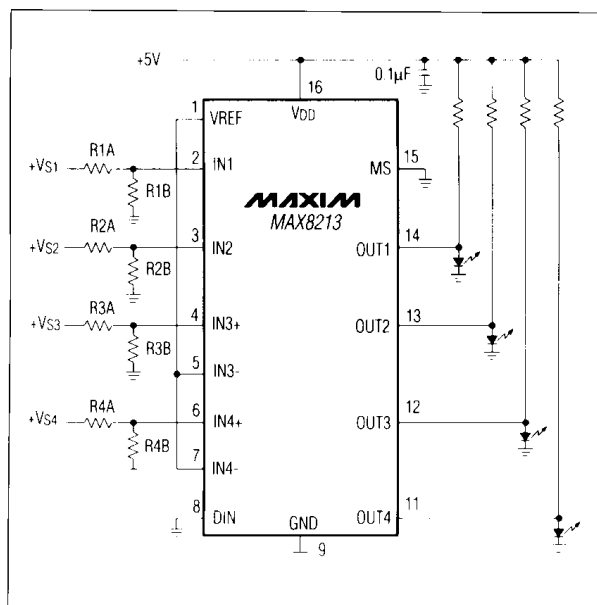 +5V
0.1µF
16
VDD
1
VREF
+VS1
R1A
2
IN1
R1B
MAXIM
MAX8213
MS
15
+VS2
R2A
3
IN2
R2B
OUT1
14
+VS3
R3A
4
IN3+
R3B
OUT2
13
5
IN3-
+VS4
R4A
6
IN4+
R4B
OUT3
12
7
IN4-
8
DIN
GND
9
OUT4
11